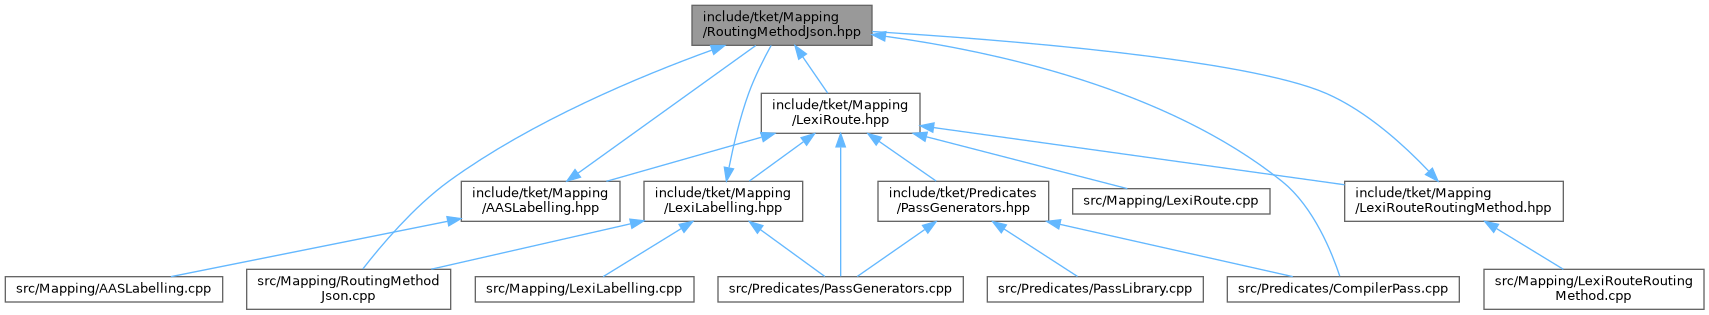 include/tket/Mapping
/RoutingMethodJson.hpp
include/tket/Mapping
/LexiRoute.hpp
include/tket/Mapping
/AASLabelling.hpp
include/tket/Mapping
/LexiLabelling.hpp
include/tket/Predicates
/PassGenerators.hpp
src/Mapping/LexiRoute.cpp
include/tket/Mapping
/LexiRouteRoutingMethod.hpp
src/Mapping/AASLabelling.cpp
src/Mapping/RoutingMethod
Json.cpp
src/Mapping/LexiLabelling.cpp
src/Predicates/PassGenerators.cpp
src/Predicates/PassLibrary.cpp
src/Predicates/CompilerPass.cpp
src/Mapping/LexiRouteRouting
Method.cpp